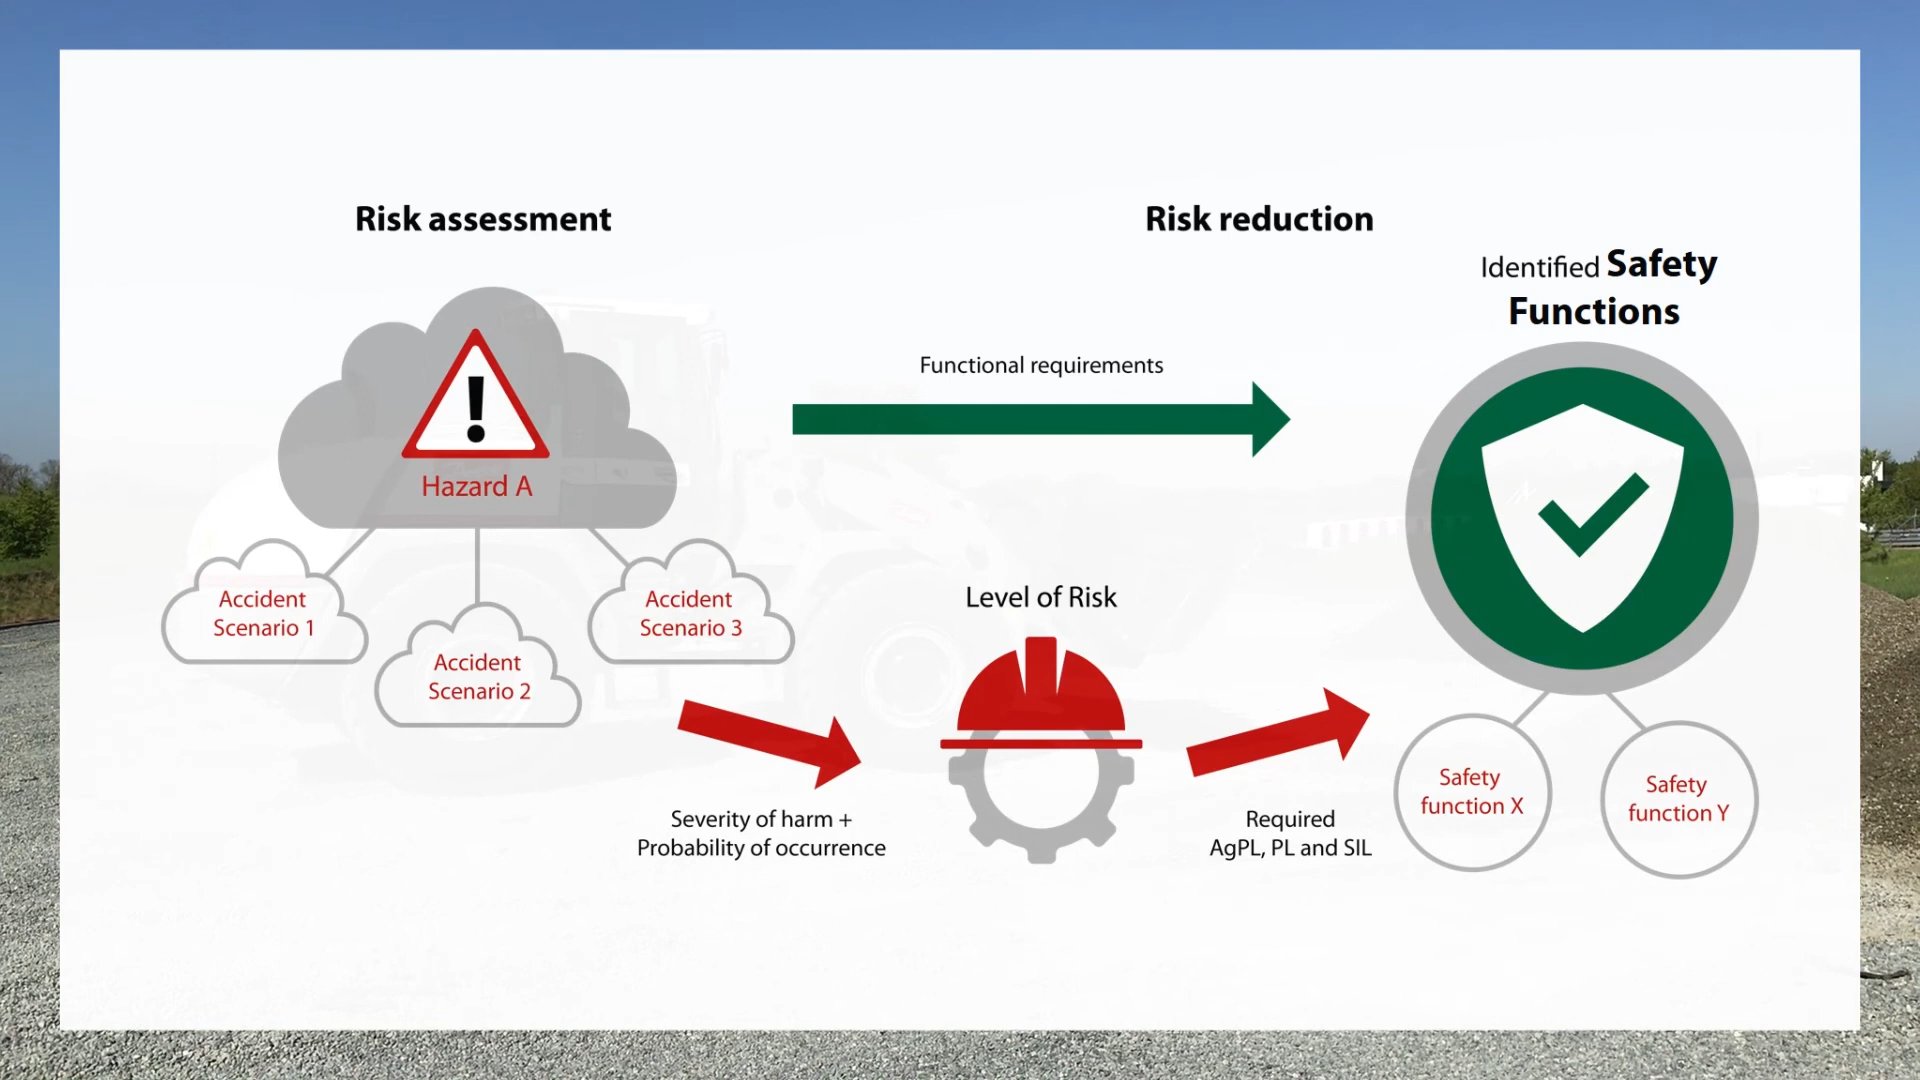 Risk assessment
Risk reduction
Identified Safety
Functions
Functional requirements
!
Hazard A
Accident
Scenario 1
Accident
Scenario 2
Accident
Scenario 3
Level of Risk
Severity of harm +
Probability of occurrence
Required
AgPL, PL and SIL
Safety
function X
Safety
function Y